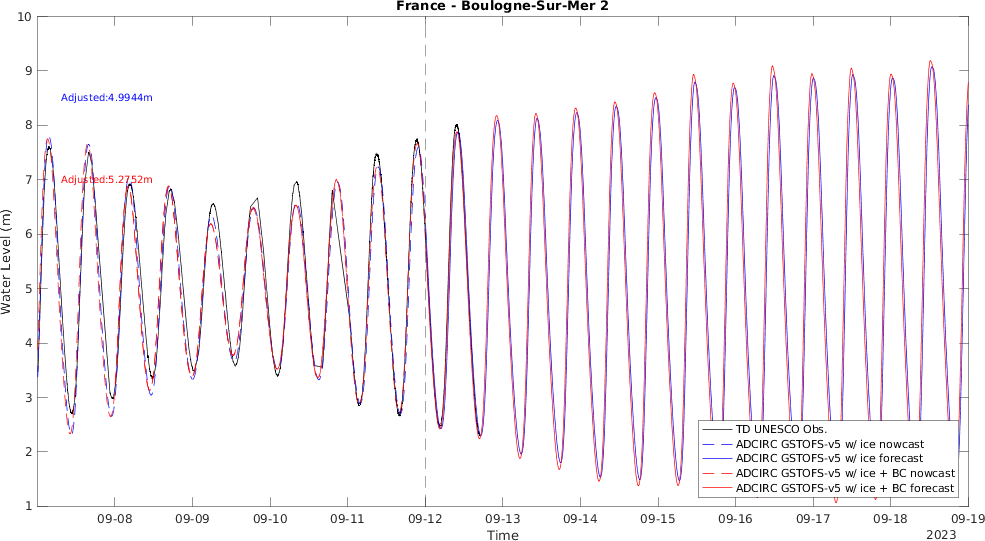 France - Boulogne-Sur-Mer 2
10
9
8
7
6
5
4
3
2
1
Water Level (m)
Adjusted:4.9944m
Adjusted:5.2752m
TD UNESCO Obs.
ADCIRC GSTOFS-v5 w/ ice nowcast
ADCIRC GSTOFS-v5 w/ ice forecast
ADCIRC GSTOFS-v5 w/ ice + BC nowcast
ADCIRC GSTOFS-v5 w/ ice + BC forecast
09-08 09-09 09-10 09-11 09-12 09-13 09-14 09-15 09-16 09-17 09-18 09-19
Time
2023